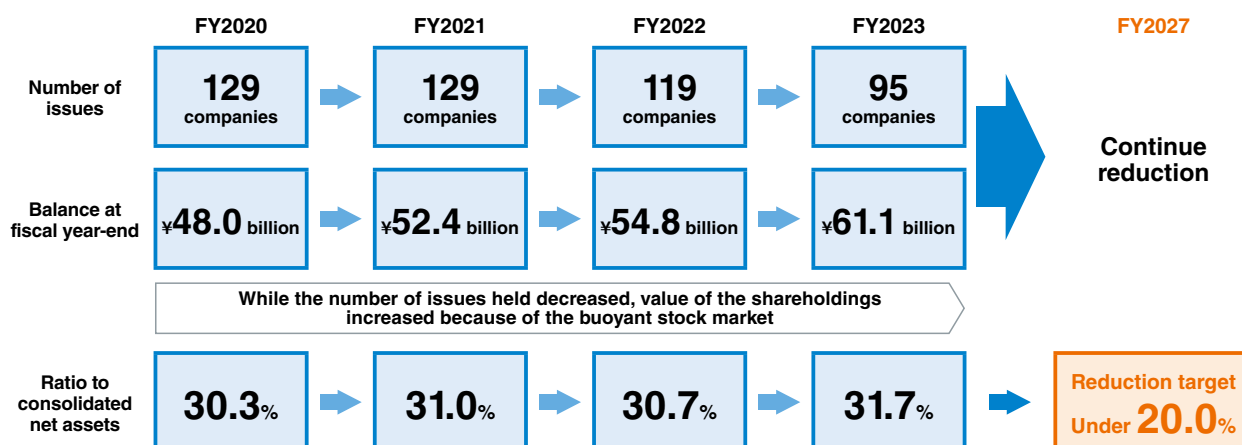 FY2020 FY2021 FY2022 FY2023 FY2027
Number of
issues
129
companies
129
companies
119
companies
95
companies
Continue
reduction
Balance at
fiscal year-end
¥48.0 billion
¥52.4 billion
¥54.8 billion
¥61.1 billion
While the number of issues held decreased, value of the shareholdings
increased because of the buoyant stock market
Ratio to
consolidated
net assets
30.3%
31.0%
30.7%
31.7%
Reduction target
Under 20.0%